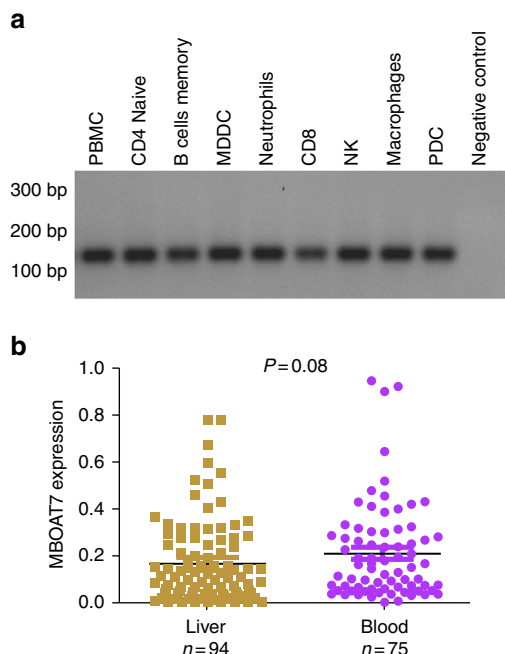 a
PBMC
CD4 Naive
B cells memory
MDDC
Neutrophils
CD8
NK
Macrophages
PDC
Negative control
300 bp
200 bp
100 bp
b
P=0.08
MBOAT7 expression
1.0
0.8
0.6
0.4
0.2
0.0
Liver
n=94
Blood
n=75